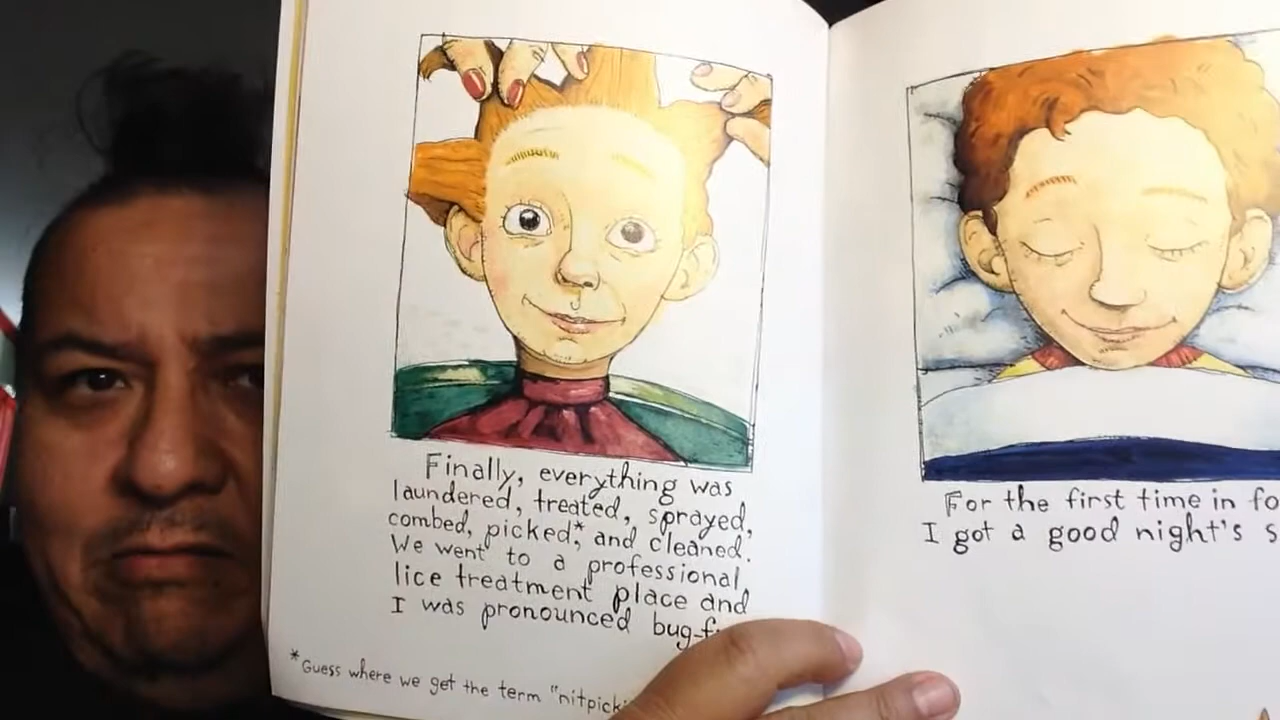 Finally, everything was
laundered, treated, sprayed,
combed, picked,* and cleaned.
We went to a professional
lice treatment place and
I was pronounced
*Guess where we get the term
For the first time in
I got a good night's